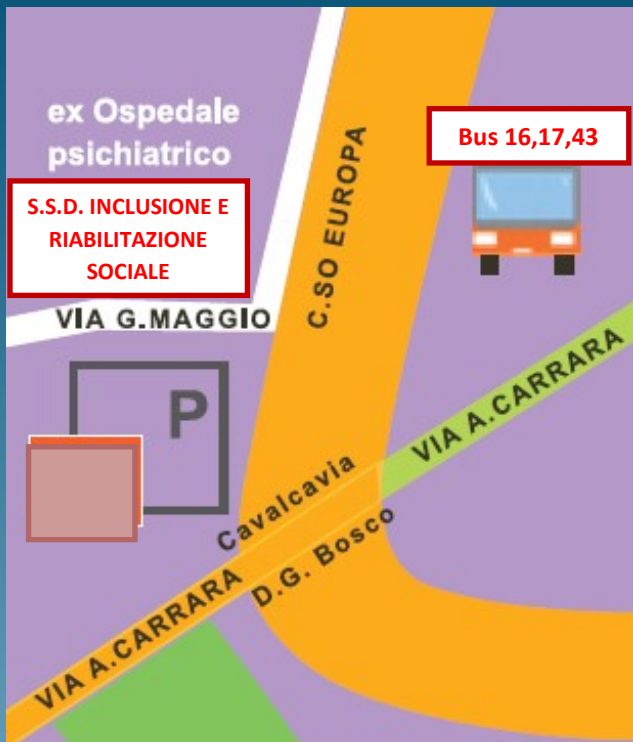 ex Ospedale
psichiatrico
S.S.D. INCLUSIONE E
RIABILITAZIONE
SOCIALE
Bus 16,17,43
C.SO EUROPA
VIA G.MAGGIO
VIA A.CARRARA
P
Cavalcavia
D.G. Bosco
VIA A.CARRARA